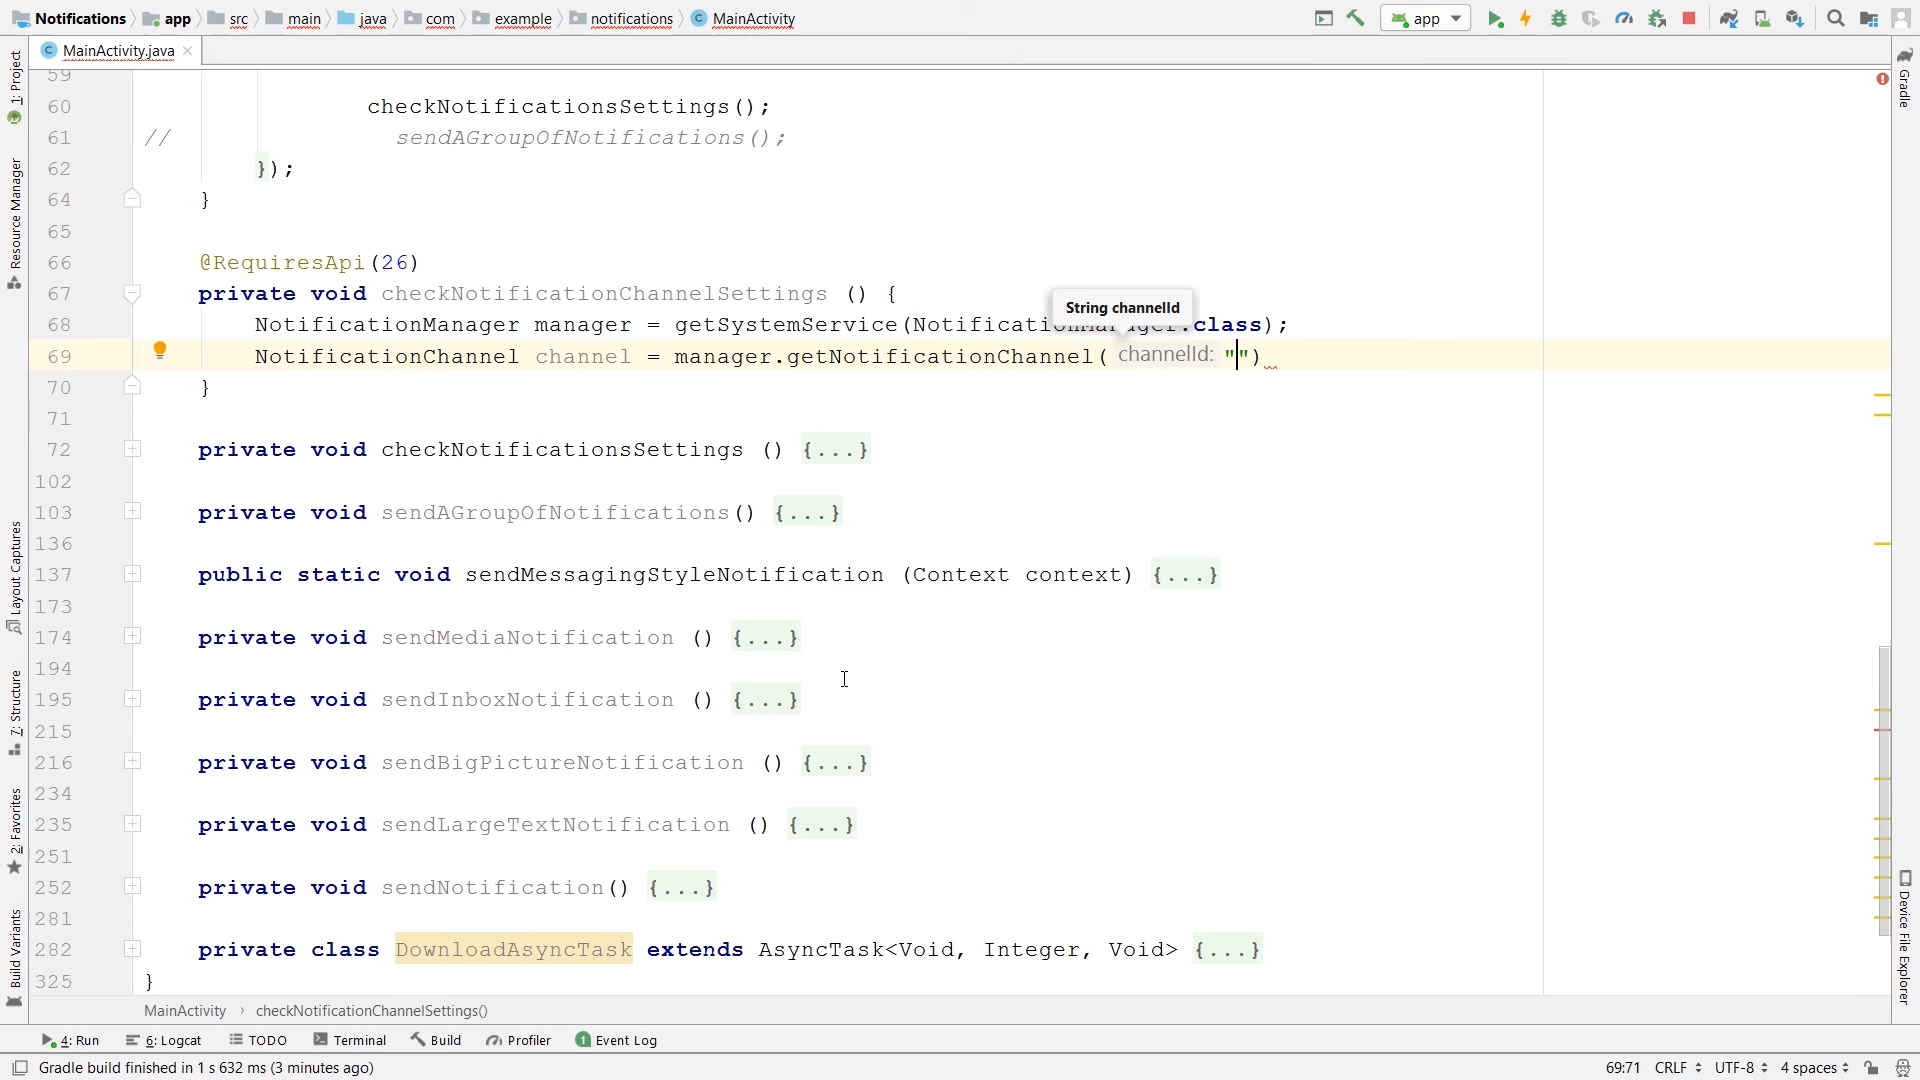 Notifications app src main java com example notifications MainActivity app
MainActivity.java
1: Project
Resource Manager
Layout Captures
7: Structure
2: Favorites
Build Variants
Gradle
Device File Explorer
59
60 checkNotificationsSettings();
61 // sendAGroupOfNotifications();
62 });
64 }
65
66 @RequiresApi(26)
67 private void checkNotificationChannelSettings () {
String channelId
68 NotificationManager manager = getSystemService(NotificationManager.class);
69 NotificationChannel channel = manager.getNotificationChannel( channelId: "")
70 }
71
72 private void checkNotificationsSettings () {...}
102
103 private void sendAGroupOfNotifications() {...}
136
137 public static void sendMessagingStyleNotification (Context context) {...}
173
174 private void sendMediaNotification () {...}
194
195 private void sendInboxNotification () {...}
215
216 private void sendBigPictureNotification () {...}
234
235 private void sendLargeTextNotification () {...}
251
252 private void sendNotification() {...}
281
282 private class DownloadAsyncTask extends AsyncTask<Void, Integer, Void> {...}
325 }
MainActivity › checkNotificationChannelSettings()
4: Run 6: Logcat TODO Terminal Build Profiler 1 Event Log
Gradle build finished in 1 s 632 ms (3 minutes ago) 69:71 CRLF UTF-8 4 spaces